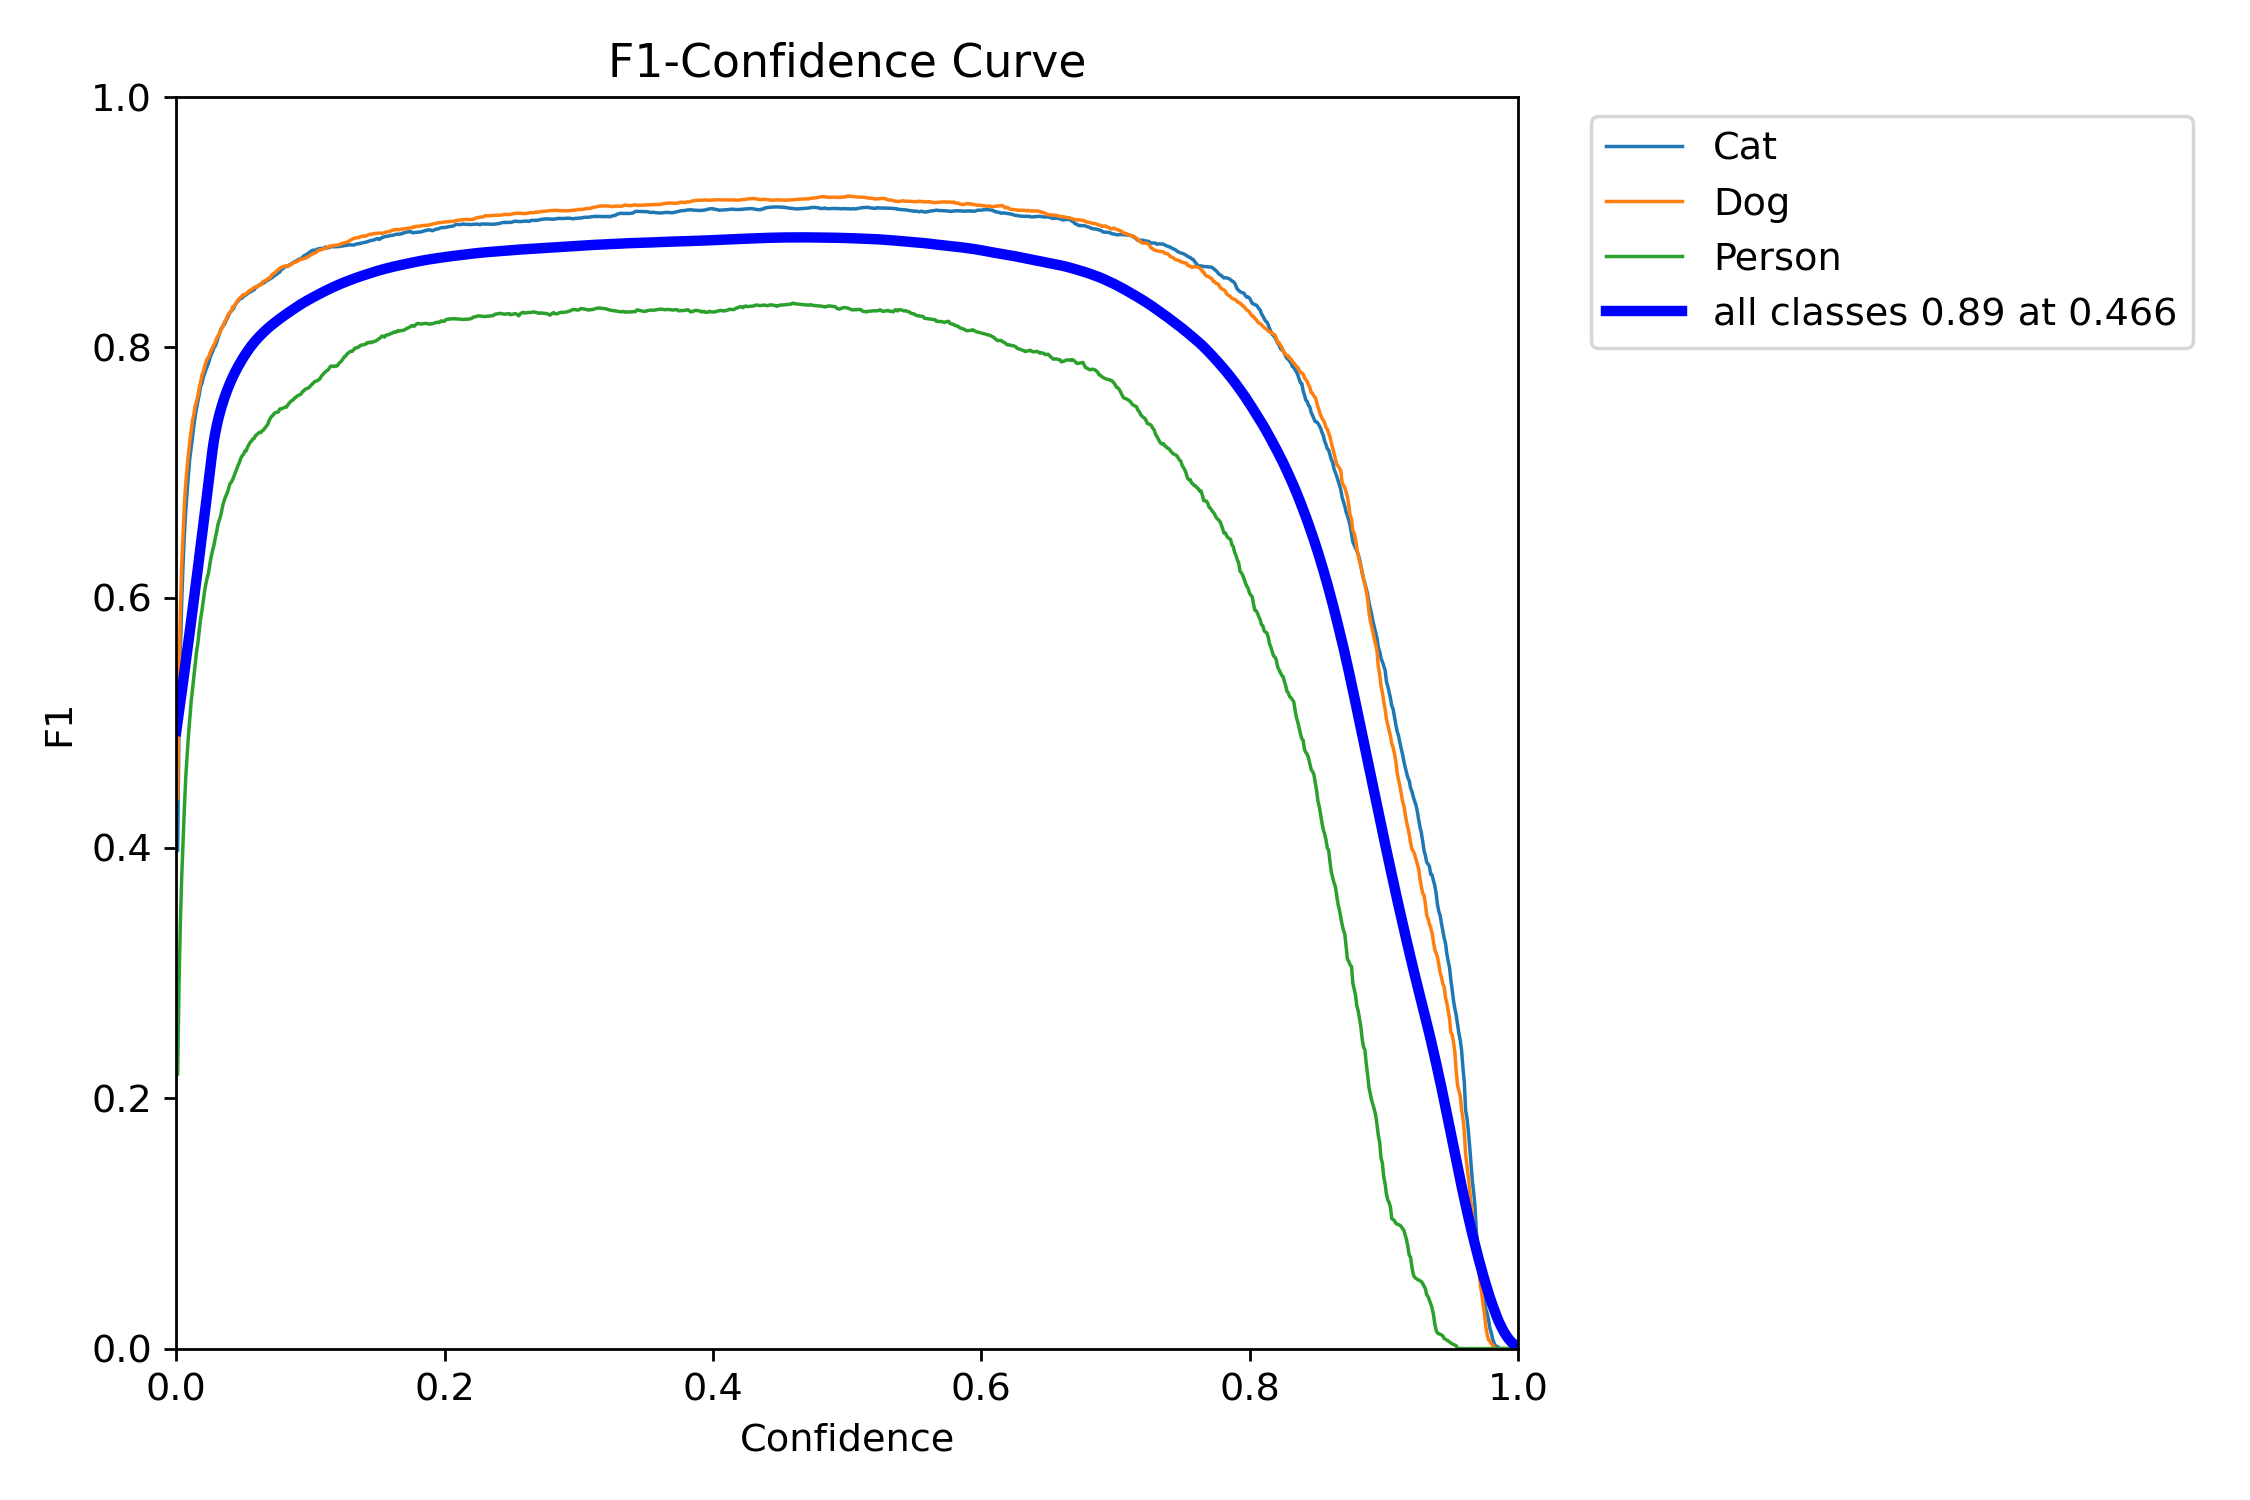 F1-Confidence Curve
1.0
0.8
0.6
0.4
0.2
0.0
F1
0.0 0.2 0.4 0.6 0.8 1.0
Confidence
Cat
Dog
Person
all classes 0.89 at 0.466